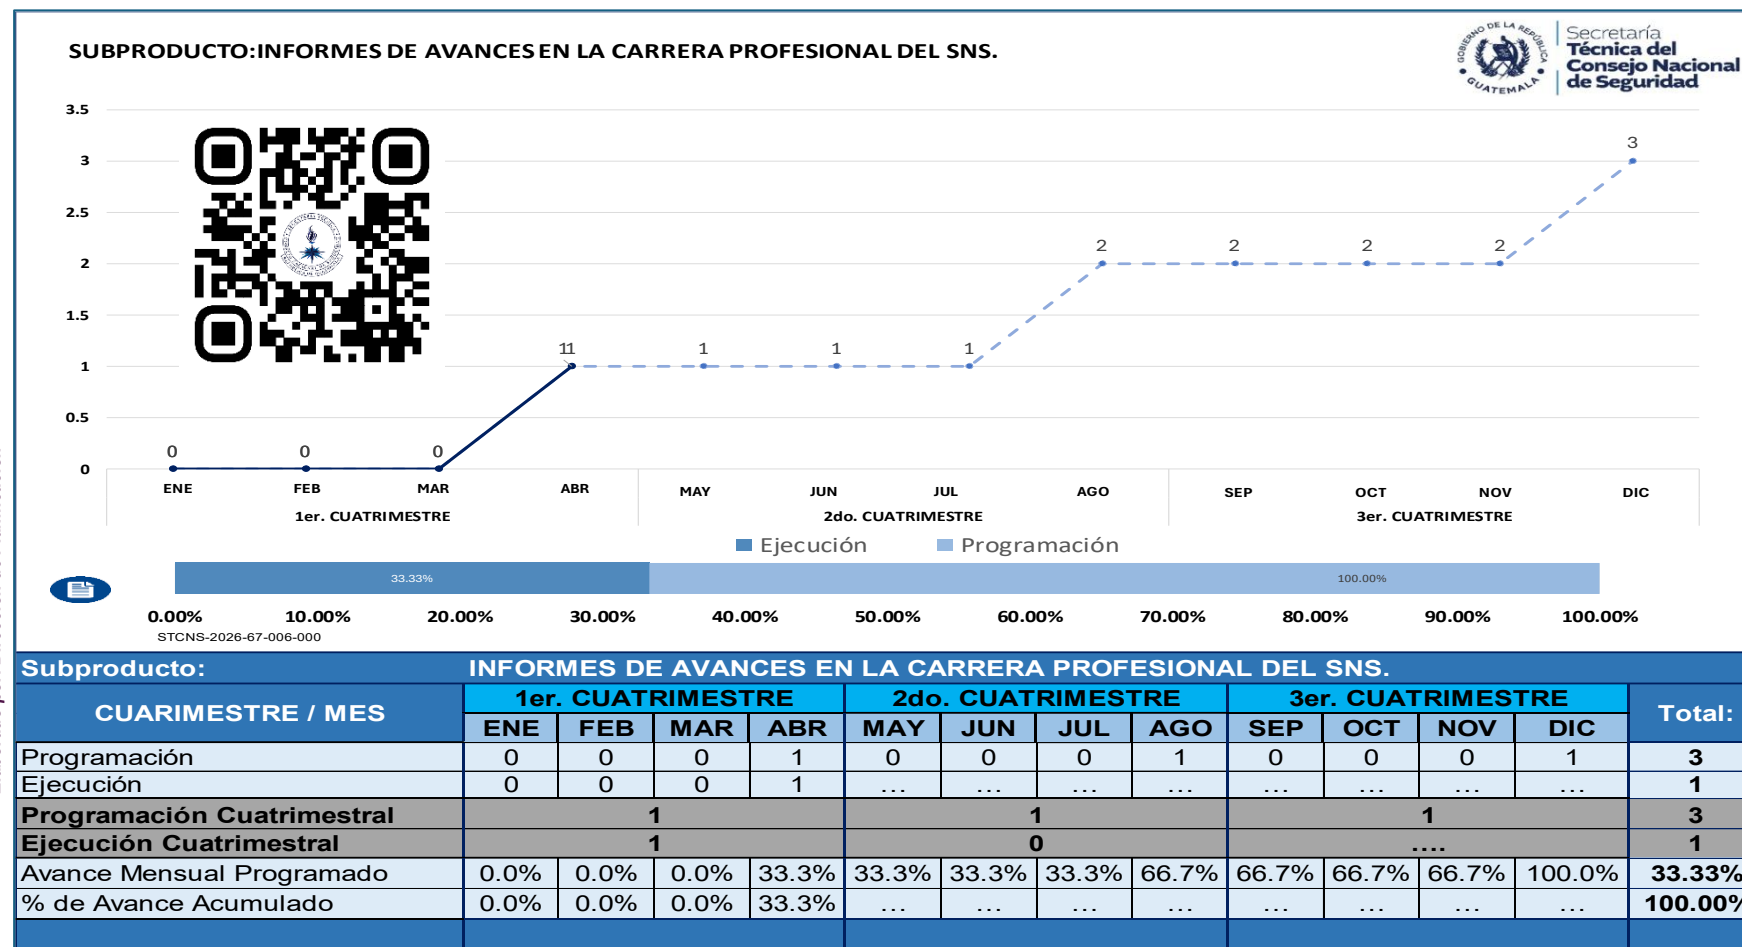 SUBPRODUCTO:INFORMES DE AVANCES EN LA CARRERA PROFESIONAL DEL SNS.
GOBIERNO DE LA REPÚBLICA
GUATEMALA
Secretaría
Técnica del
Consejo Nacional
de Seguridad
3.5
3
2.5
2
1.5
1
0.5
0
0 0 0 11 1 1 1 2 2 2 2 3
ENE FEB MAR ABR MAY JUN JUL AGO SEP OCT NOV DIC
1er. CUATRIMESTRE 2do. CUATRIMESTRE 3er. CUATRIMESTRE
Ejecución Programación
33.33% 100.00%
0.00% 10.00% 20.00% 30.00% 40.00% 50.00% 60.00% 70.00% 80.00% 90.00% 100.00%
STCNS-2026-67-006-000
Subproducto: INFORMES DE AVANCES EN LA CARRERA PROFESIONAL DEL SNS.
CUARIMESTRE / MES 1er. CUATRIMESTRE 2do. CUATRIMESTRE 3er. CUATRIMESTRE Total:
ENE FEB MAR ABR MAY JUN JUL AGO SEP OCT NOV DIC
Programación 0 0 0 1 0 0 0 1 0 0 0 1 3
Ejecución 0 0 0 1 ... ... ... ... ... ... ... ... 1
Programación Cuatrimestral 1 1 1 3
Ejecución Cuatrimestral 1 0 .... 1
Avance Mensual Programado 0.0% 0.0% 0.0% 33.3% 33.3% 33.3% 33.3% 66.7% 66.7% 66.7% 66.7% 100.0% 33.33%
% de Avance Acumulado 0.0% 0.0% 0.0% 33.3% ... ... ... ... ... ... ... ... 100.00%